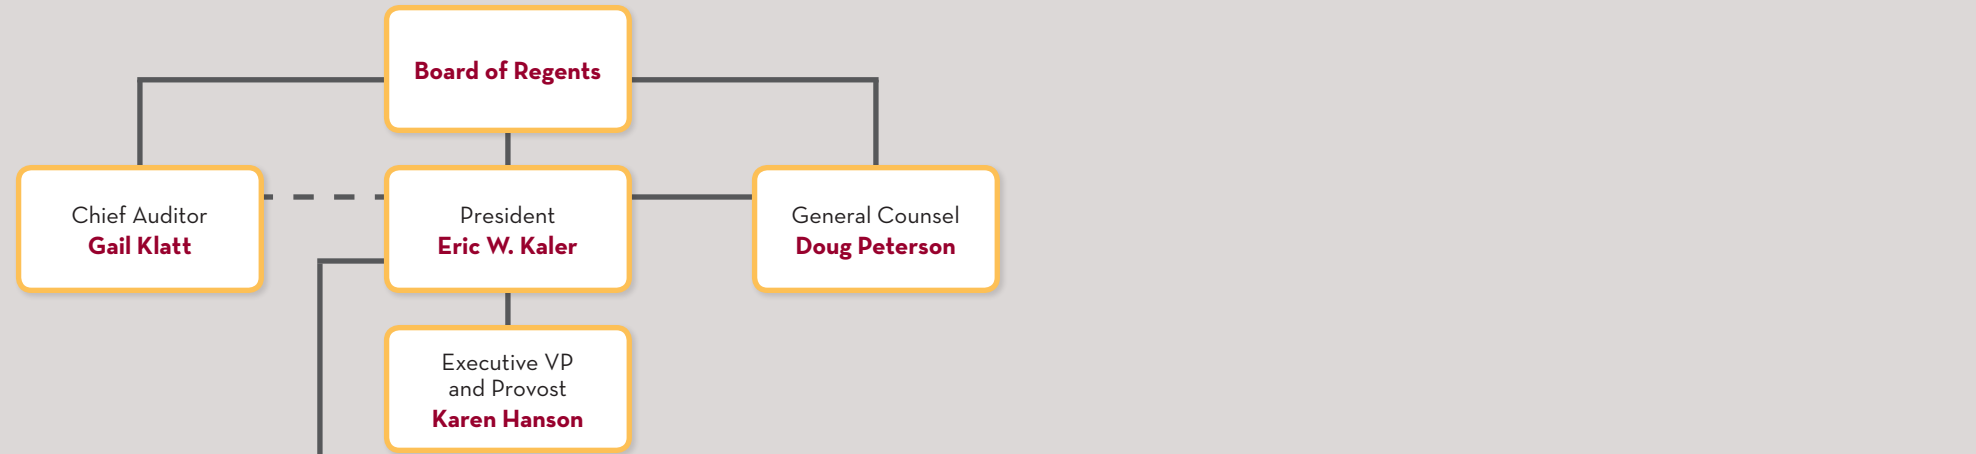 Board of Regents
Chief Auditor
Gail Klatt
President
Eric W. Kaler
General Counsel
Doug Peterson
Executive VP
and Provost
Karen Hanson